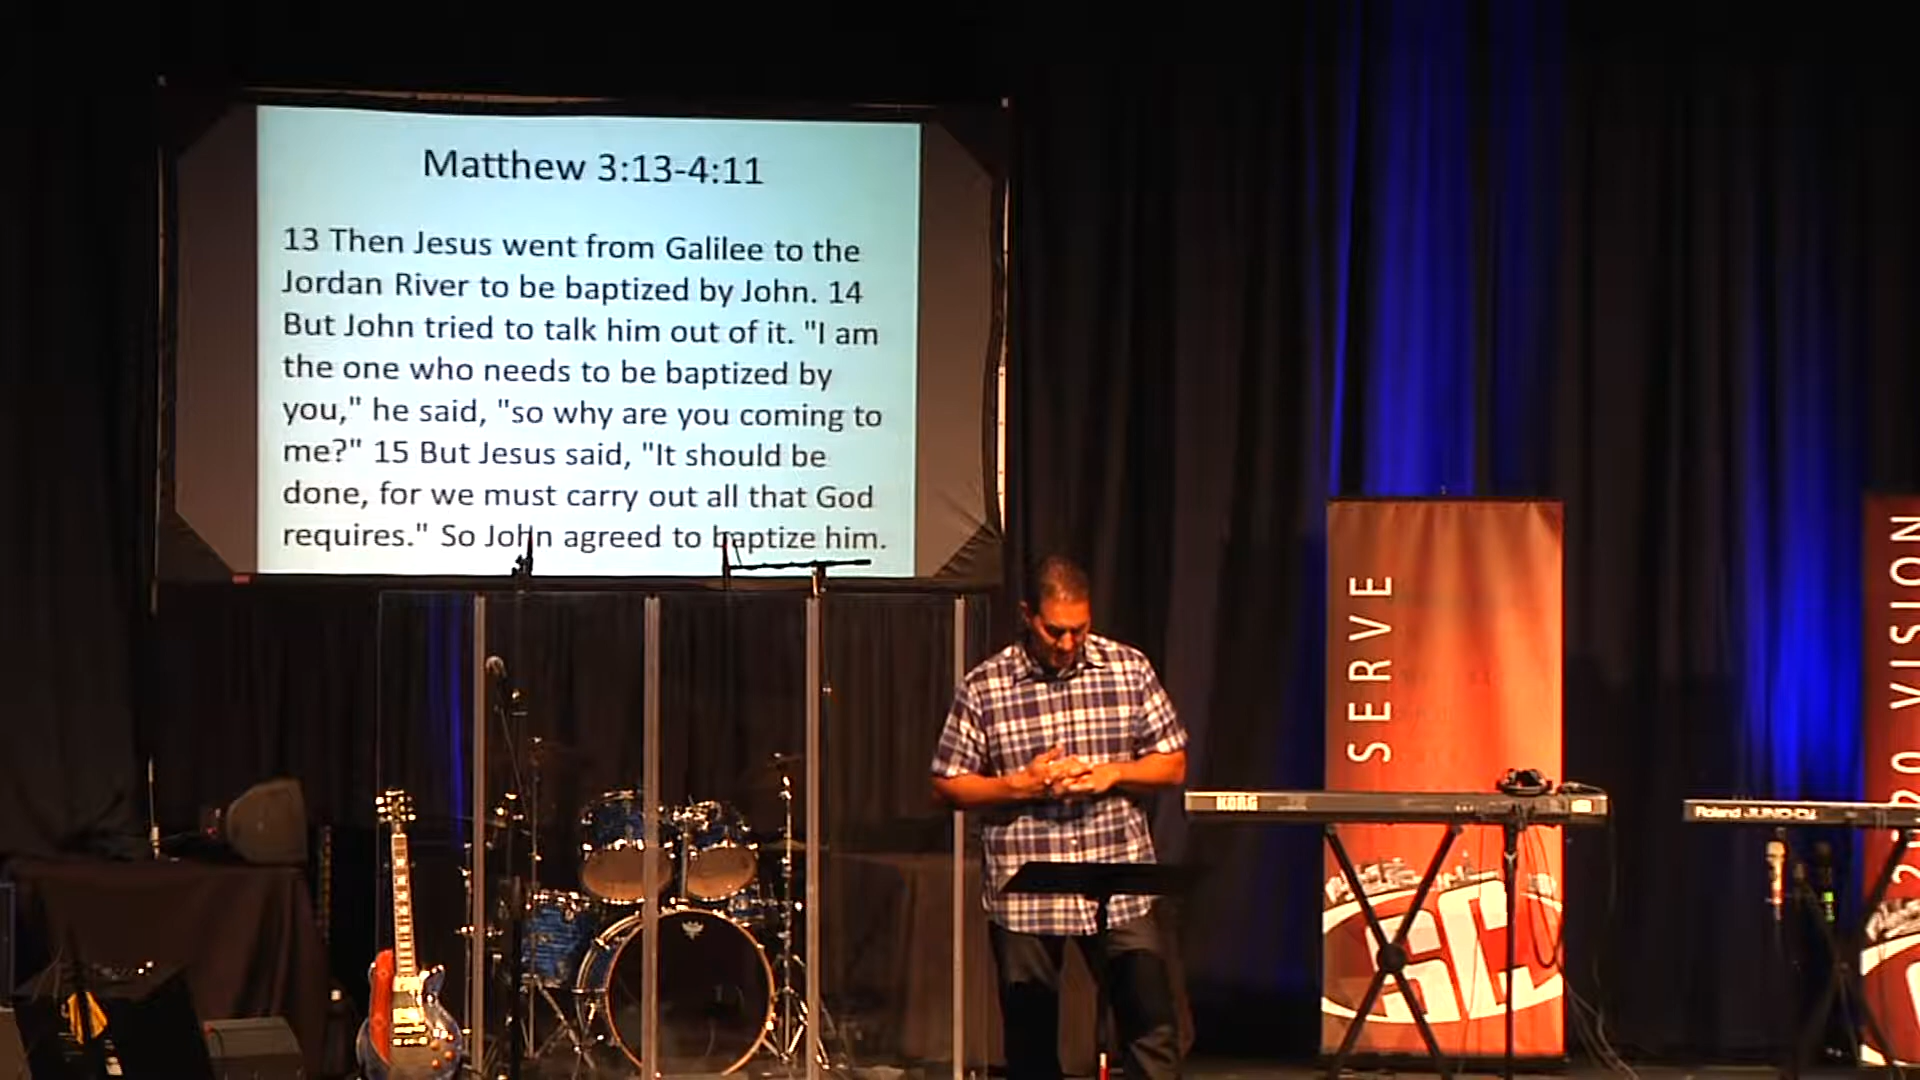 Matthew 3:13-4:11
13 Then Jesus went from Galilee to the
Jordan River to be baptized by John. 14
But John tried to talk him out of it. "I am
the one who needs to be baptized by
you," he said, "so why are you coming to
me?" 15 But Jesus said, "It should be
done, for we must carry out all that God
requires." So John agreed to baptize him.
SERVE
SC
KORG
Roland JUNO-Di
2020 VISION